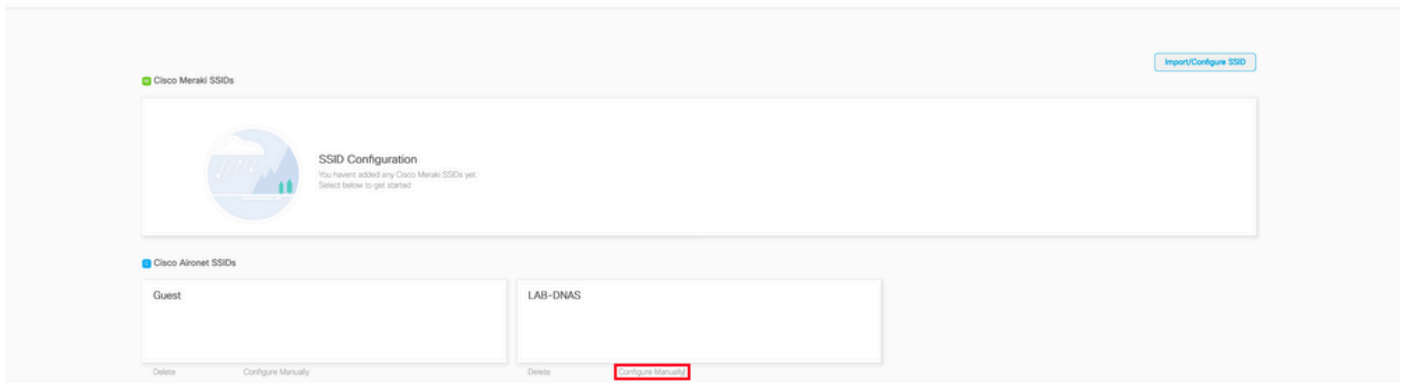 Import/Configure SSID
Cisco Meraki SSIDs
SSID Configuration
You havent added any Cisco Meraki SSIDs yet.
Select below to get started
Cisco Aironet SSIDs
Guest
LAB-DNAS
Delete
Configure Manually
Delete
Configure Manually